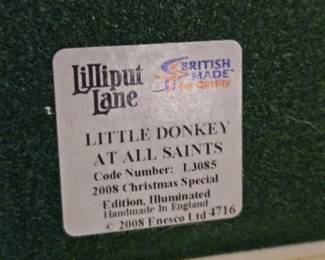 Lilliput
Lane
BRITISH
MADE
for Quality
LITTLE DONKEY
AT ALL SAINTS
Code Number: L3085
2008 Christmas Special
Edition, Illuminated
Handmade In England
© 2008 Enesco Ltd 4716